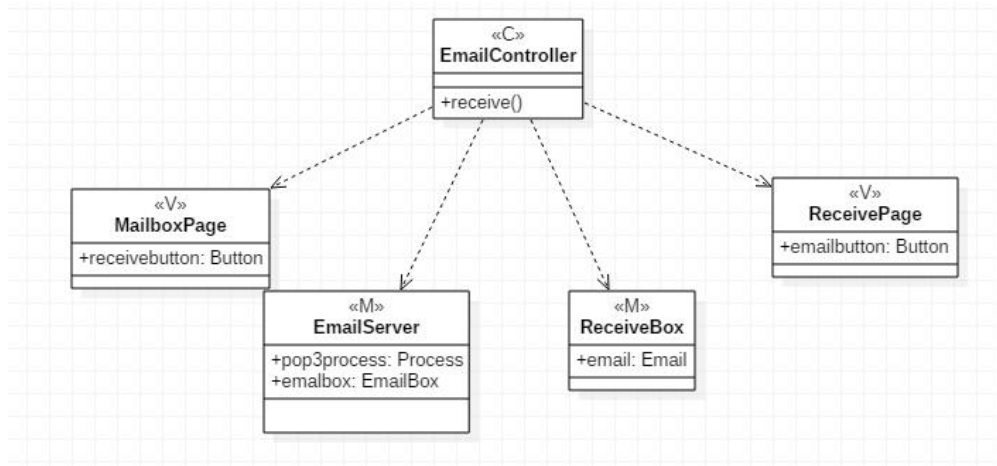 «C»
EmailController
+receive()
«V»
MailboxPage
+receivebutton: Button
«V»
ReceivePage
+emailbutton: Button
«M»
EmailServer
+pop3process: Process
+emalbox: EmailBox
«M»
ReceiveBox
+email: Email